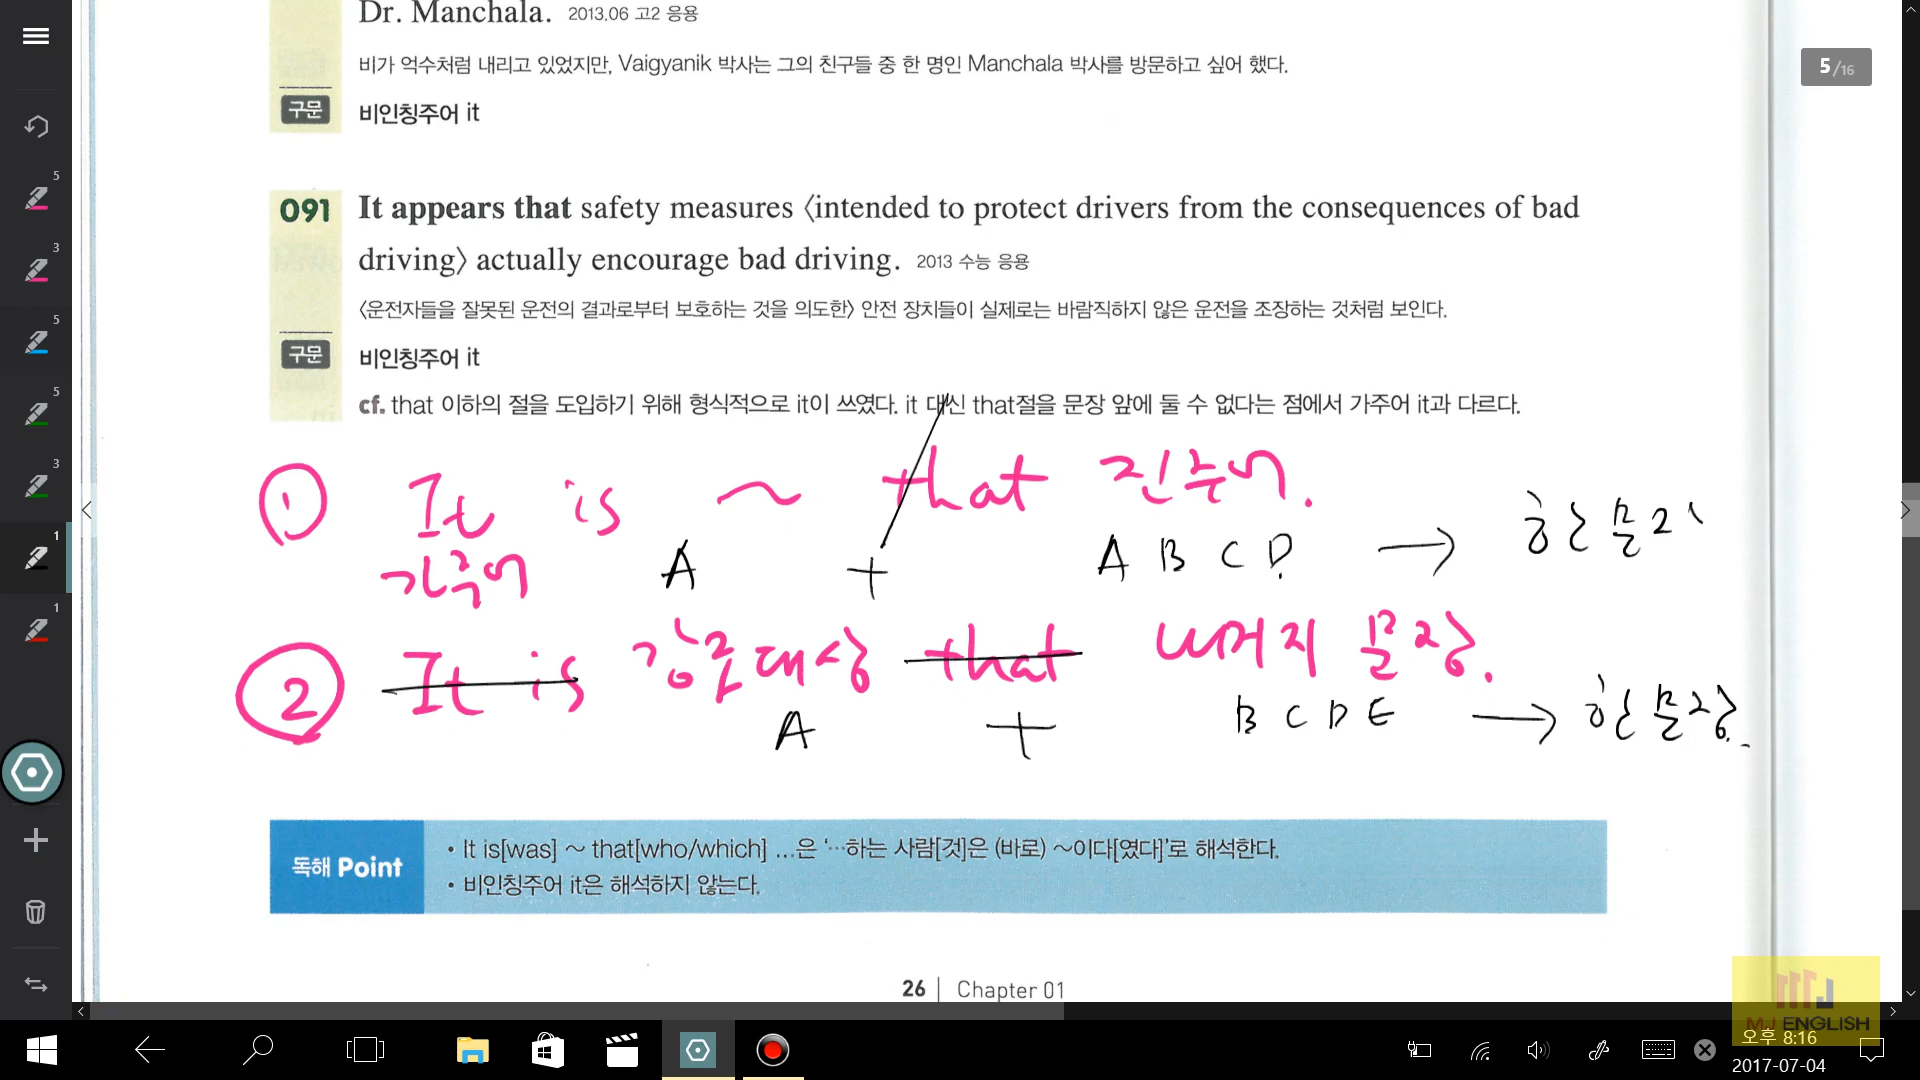 Dr. Manchala. 2013.06 고2 응용
5/16
비가 억수처럼 내리고 있었지만, Vaigyanik 박사는 그의 친구들 중 한 명인 Manchala 박사를 방문하고 싶어 했다.
구문 비인칭주어 it
5
3
5
5
3
1
1
091 It appears that safety measures 〈intended to protect drivers from the consequences of bad
driving〉 actually encourage bad driving. 2013 수능 응용
〈운전자들을 잘못된 운전의 결과로부터 보호하는 것을 의도한〉 안전 장치들이 실제로는 바람직하지 않은 운전을 조장하는 것처럼 보인다.
구문 비인칭주어 it
cf. that 이하의 절을 도입하기 위해 형식적으로 it이 쓰였다. it 대신 that절을 문장 앞에 둘 수 없다는 점에서 가주어 it과 다르다.
① It is ~ that 진주어.
가주어 A + A B C D. →
② It is 강조대상 that 나머지 문장.
A + B C D E → 한 문장.
독해 Point
• It is[was] ~ that[who/which] …은 '…하는 사람[것]은 (바로) ~이다[였다]'로 해석한다.
• 비인칭주어 it은 해석하지 않는다.
26 | Chapter 01
MJ ENGLISH
오후 8:16
2017-07-04